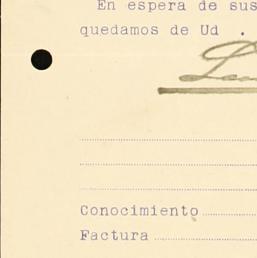 En espera de sus
quedamos de Ud .
Conocimiento
Factura